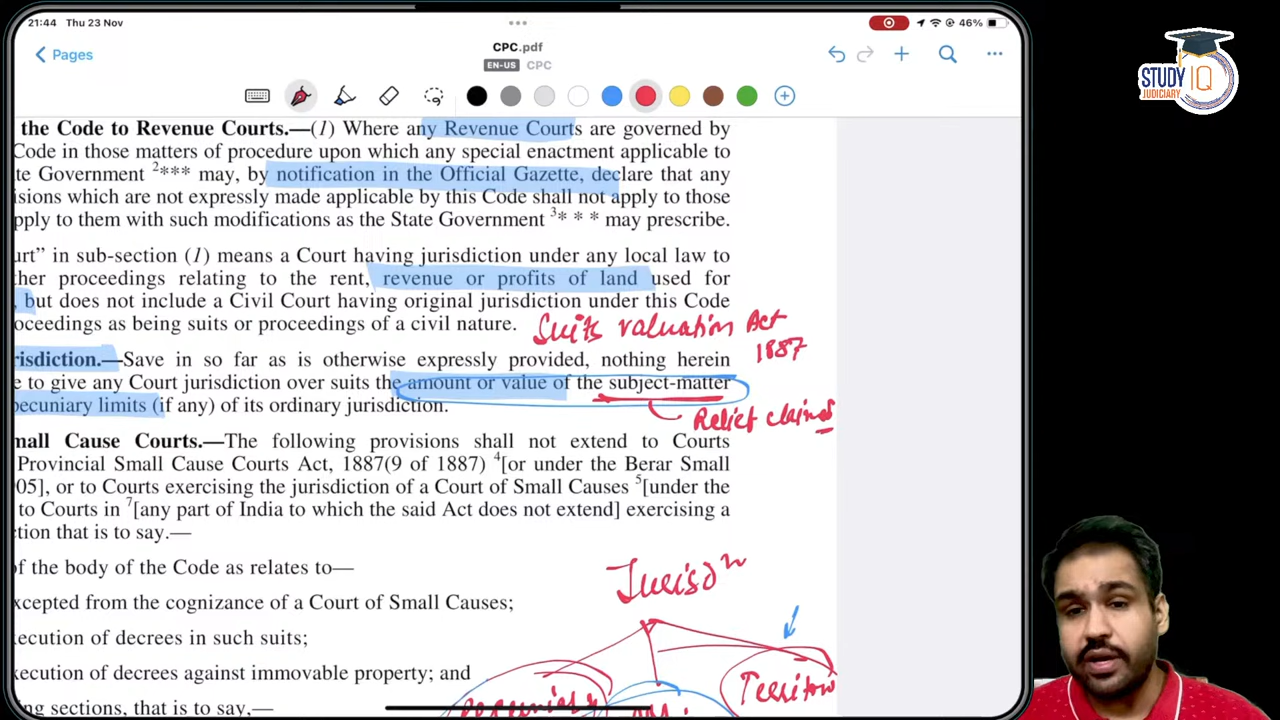 21:44 Thu 23 Nov
46%
Pages
CPC.pdf
EN-US CPC
STUDY IQ
JUDICIARY
the Code to Revenue Courts.—(1) Where any Revenue Courts are governed by
Code in those matters of procedure upon which any special enactment applicable to
te Government 2*** may, by notification in the Official Gazette, declare that any
isions which are not expressly made applicable by this Code shall not apply to those
pply to them with such modifications as the State Government 3* * * may prescribe.
urt” in sub-section (1) means a Court having jurisdiction under any local law to
her proceedings relating to the rent, revenue or profits of land used for
, but does not include a Civil Court having original jurisdiction under this Code
oceedings as being suits or proceedings of a civil nature.
Suits valuation Act
1887
risdiction.—Save in so far as is otherwise expressly provided, nothing herein
e to give any Court jurisdiction over suits the amount or value of the subject-matter
pecuniary limits (if any) of its ordinary jurisdiction.
Relief claimed
mall Cause Courts.—The following provisions shall not extend to Courts
Provincial Small Cause Courts Act, 1887(9 of 1887) 4[or under the Berar Small
05], or to Courts exercising the jurisdiction of a Court of Small Causes 5[under the
to Courts in 7[any part of India to which the said Act does not extend] exercising a
ction that is to say.—
of the body of the Code as relates to—
xcepted from the cognizance of a Court of Small Causes;
xecution of decrees in such suits;
xecution of decrees against immovable property; and
ng sections, that is to say,—